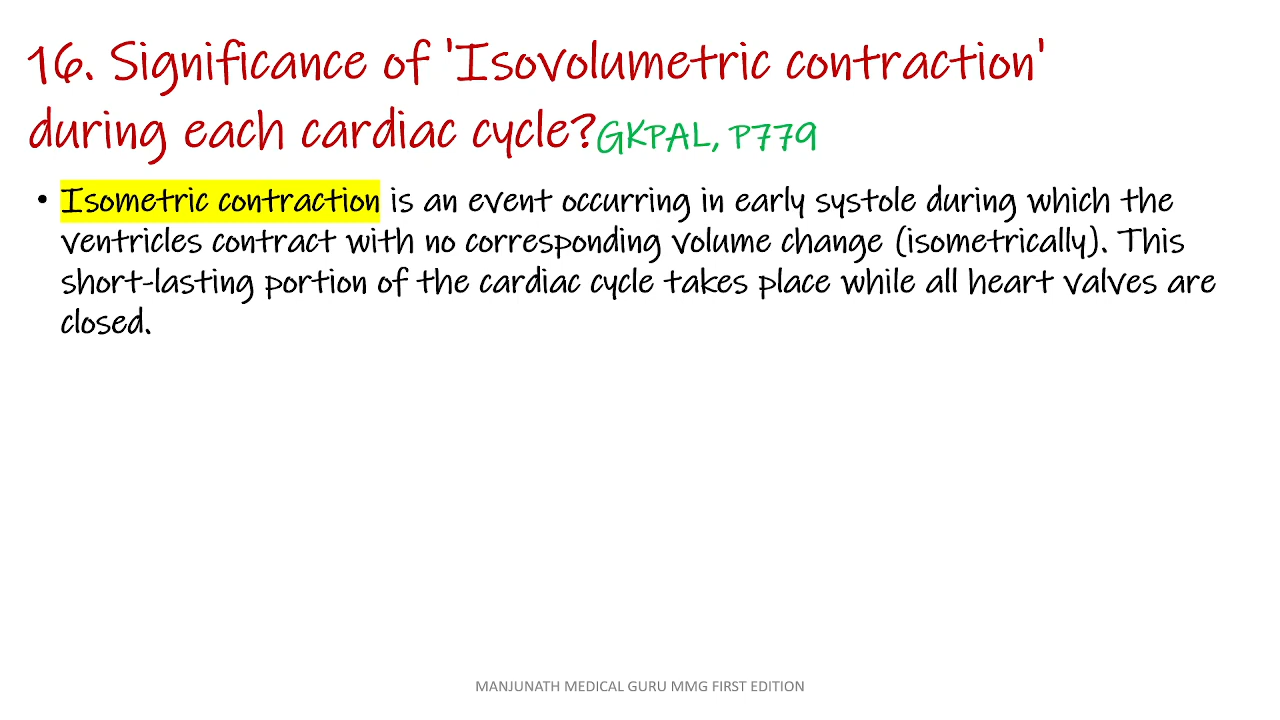 16. Significance of 'Isovolumetric contraction'
during each cardiac cycle?GKPAL, P779
• Isometric contraction is an event occurring in early systole during which the
ventricles contract with no corresponding volume change (isometrically). This
short-lasting portion of the cardiac cycle takes place while all heart valves are
closed.
MANJUNATH MEDICAL GURU MMG FIRST EDITION